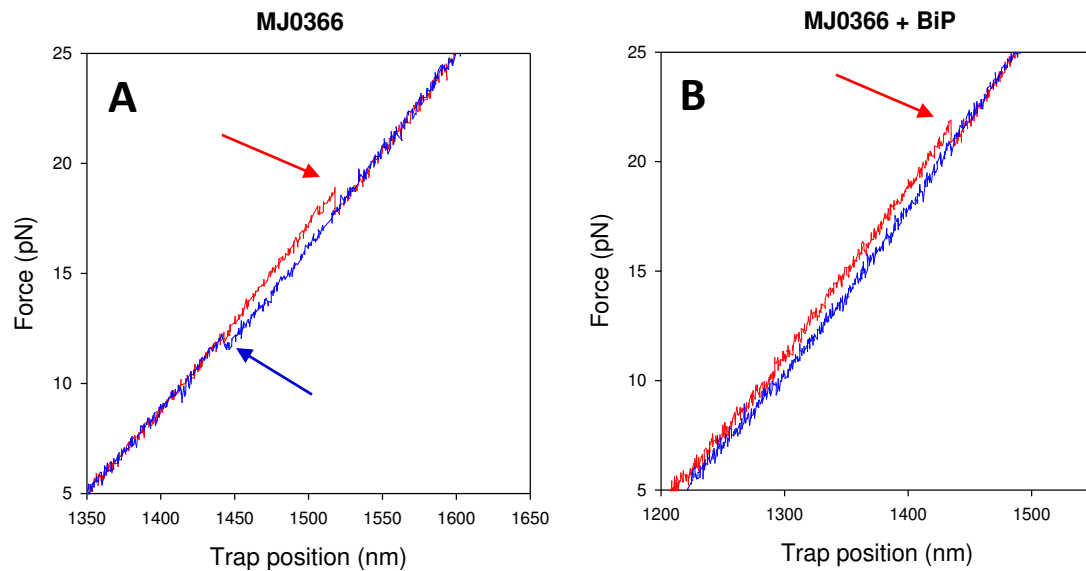 MJ0366
A
25
20
15
10
5
Force (pN)
1350 1400 1450 1500 1550 1600 1650
Trap position (nm)
MJ0366 + BiP
B
25
20
15
10
5
Force (pN)
1200 1300 1400 1500
Trap position (nm)